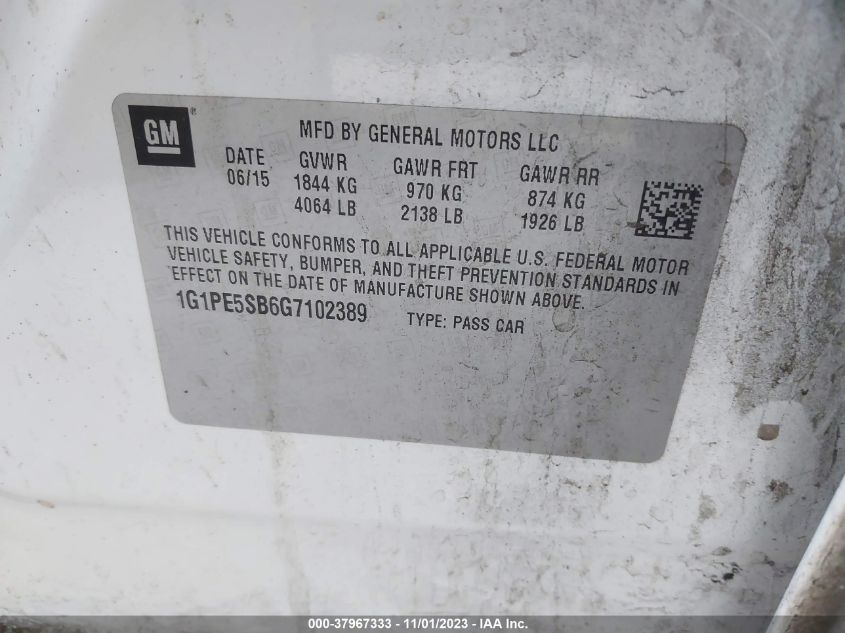 GM®
MFD BY GENERAL MOTORS LLC
DATE GVWR GAWR FRT GAWR RR
06/15 1844 KG 970 KG 874 KG
4064 LB 2138 LB 1926 LB
THIS VEHICLE CONFORMS TO ALL APPLICABLE U.S. FEDERAL MOTOR
VEHICLE SAFETY, BUMPER, AND THEFT PREVENTION STANDARDS IN
EFFECT ON THE DATE OF MANUFACTURE SHOWN ABOVE.
1G1PE5SB6G7102389 TYPE: PASS CAR
000-37967333 - 11/01/2023 - IAA Inc.